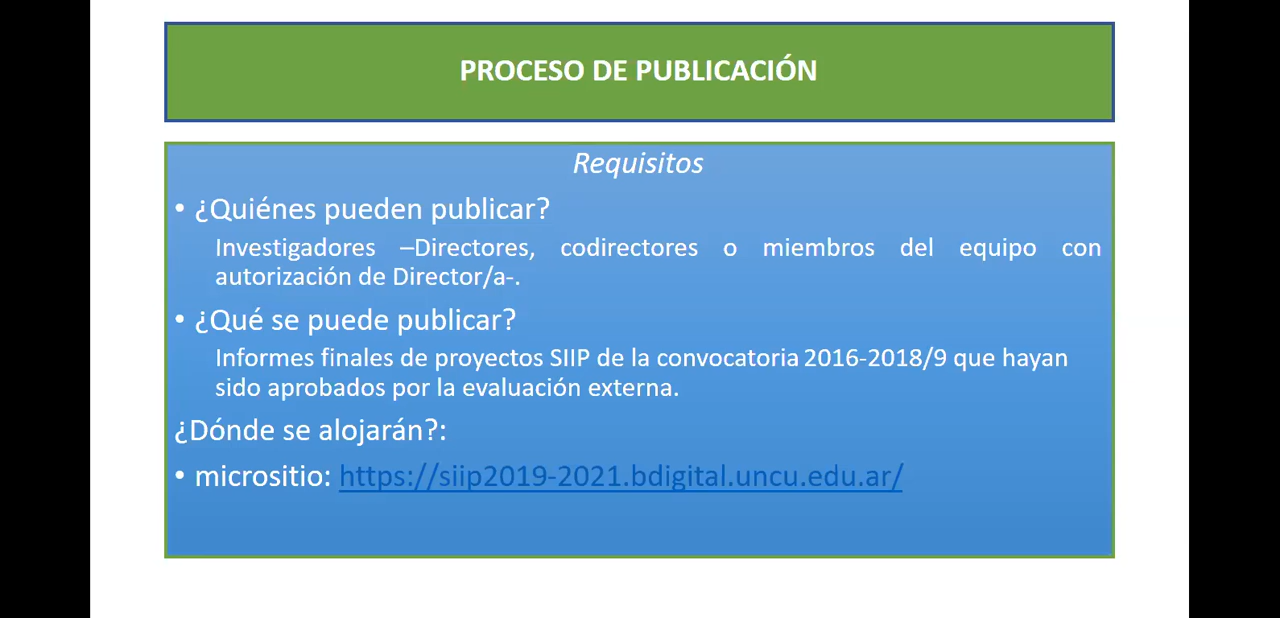 PROCESO DE PUBLICACIÓN
Requisitos
• ¿Quiénes pueden publicar?
Investigadores –Directores, codirectores o miembros del equipo con
autorización de Director/a-.
• ¿Qué se puede publicar?
Informes finales de proyectos SIIP de la convocatoria 2016-2018/9 que hayan
sido aprobados por la evaluación externa.
¿Dónde se alojarán?:
• micrositio: https://siip2019-2021.bdigital.uncu.edu.ar/